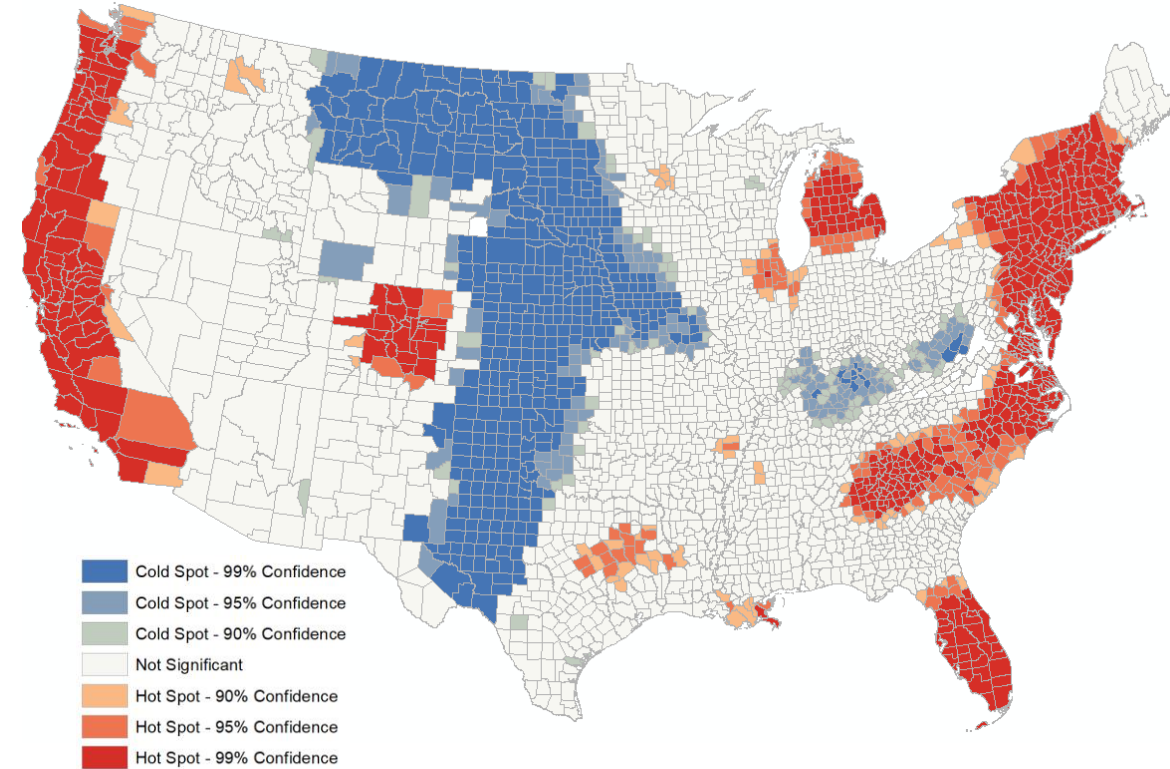 Cold Spot - 99% Confidence
Cold Spot - 95% Confidence
Cold Spot - 90% Confidence
Not Significant
Hot Spot - 90% Confidence
Hot Spot - 95% Confidence
Hot Spot - 99% Confidence